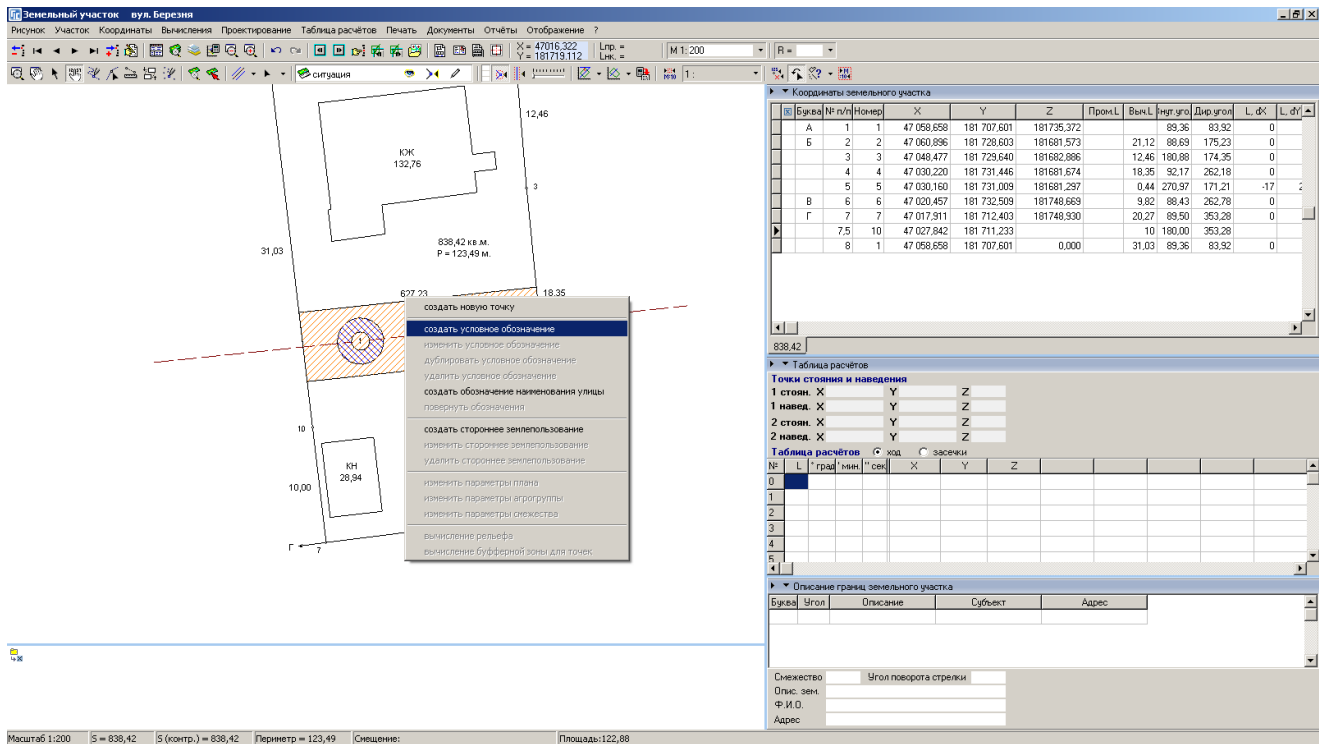 Земельный участок вул. Березня
Рисунок Участок Координаты Вычисления Проектирование Таблица расчётов Печать Документы Отчёты Отображение ?
X = 47016,322
Y = 181719.112
Lпр. =
Lнк. =
M 1: 200
R =
ситуация
1 :
12,46
КЖ
132,76
3
838,42 кв.м.
P = 123,49 м.
31,03
627,23
18,35
1
10
КН
28,94
10,00
Г
7
создать новую точку
создать условное обозначение
изменить условное обозначение
дублировать условное обозначение
удалить условное обозначение
создать обозначение наименования улицы
повернуть обозначения
создать стороннее землепользование
изменить стороннее землепользование
удалить стороннее землепользование
изменить параметры плана
изменить параметры агрогруппы
изменить параметры смежества
вычисление рельефа
вычисление буфферной зоны для точек
Координаты земельного участка
Буква № п/п Номер X Y Z Пром.L Выч.L Дир.угол L, dX L, dY
А 1 1 47 058,658 181 707,601 181735,372 89,36 83,92 0
Б 2 2 47 060,896 181 728,603 181681,573 21,12 88,69 175,23 0
3 3 47 048,477 181 729,640 181682,886 12,46 180,88 174,35 0
4 4 47 030,220 181 731,446 181681,674 18,35 92,17 262,18 0
5 5 47 030,160 181 731,009 181681,297 0,44 270,97 171,21 -17
В 6 6 47 020,457 181 732,509 181748,669 9,82 88,43 262,78 0
Г 7 7 47 017,911 181 712,403 181748,930 20,27 89,50 353,28 0
7,5 10 47 027,842 181 711,233 10 180,00 353,28
8 1 47 058,658 181 707,601 0,000 31,03 89,36 83,92 0
838,42
Таблица расчётов
Точки стояния и наведения
1 стоян. X Y Z
1 навед. X Y Z
2 стоян. X Y Z
2 навед. X Y Z
Таблица расчётов ход засечки
№ L ° град ' мин. '' сек X Y Z
0
1
2
3
4
5
Описание границ земельного участка
Буква Угол Описание Субъект Адрес
Смежество Угол поворота стрелки
Опис. зем.
Ф.И.О.
Адрес
Масштаб 1:200 S = 838,42 S (контр.) = 838,42 Периметр = 123,49 Смещение: Площадь:122,88